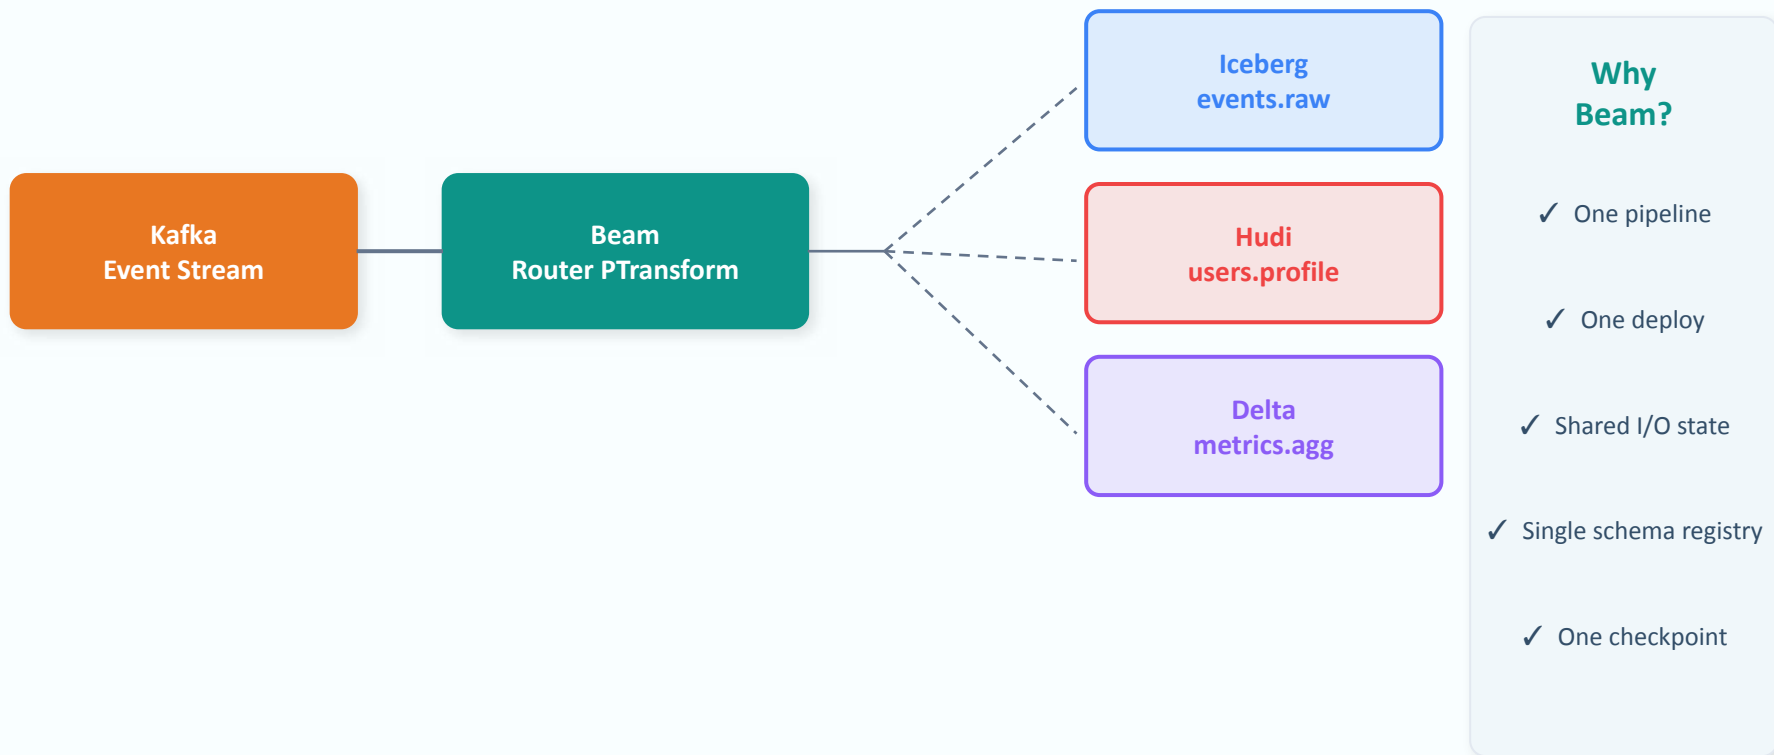 Kafka
Event Stream
Beam
Router PTransform
Iceberg
events.raw
Hudi
users.profile
Delta
metrics.agg
Why
Beam?
✓ One pipeline
✓ One deploy
✓ Shared I/O state
✓ Single schema registry
✓ One checkpoint